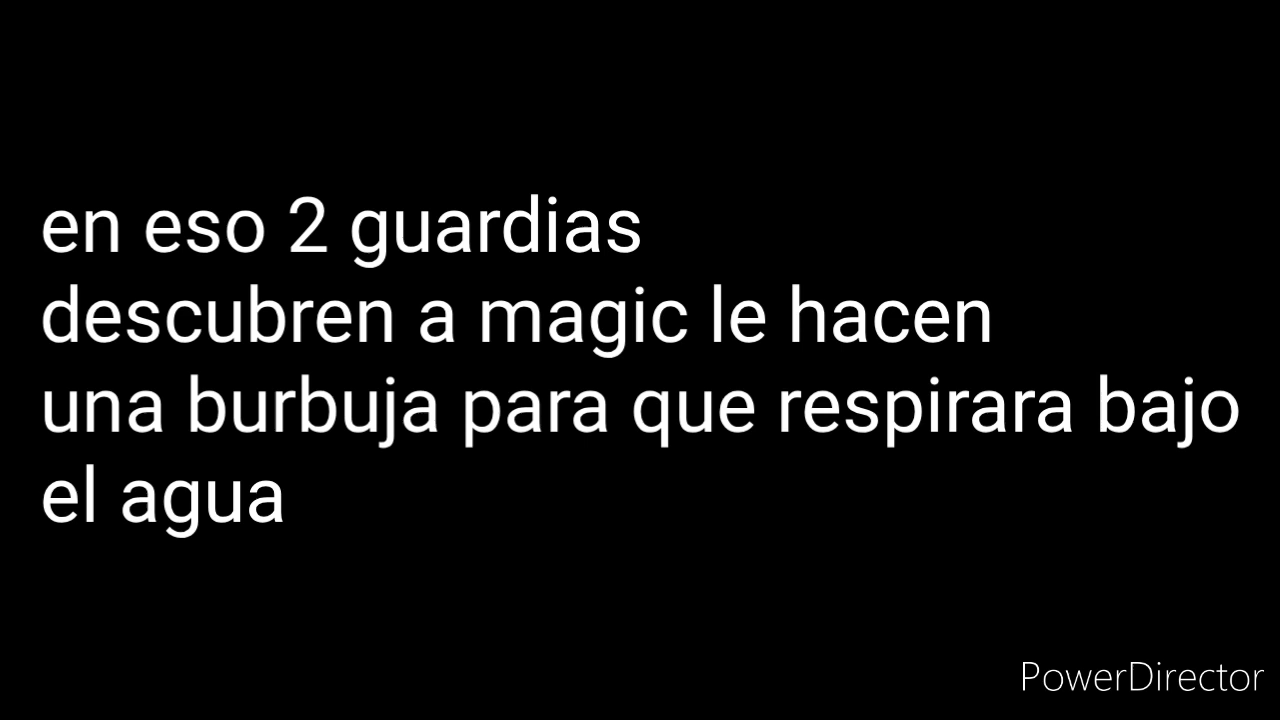 en eso 2 guardias
descubren a magic le hacen
una burbuja para que respirara bajo
el agua
PowerDirector